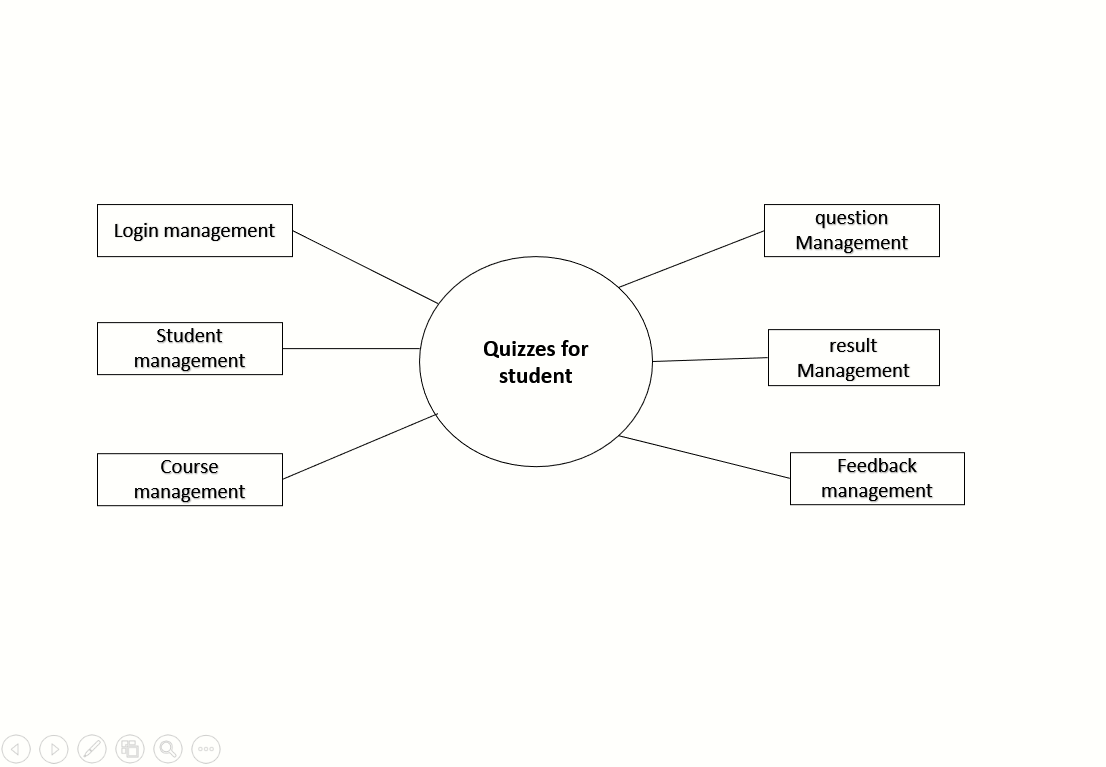 Login management
question
Management
Student
management
Quizzes for
student
result
Management
Course
management
Feedback
management